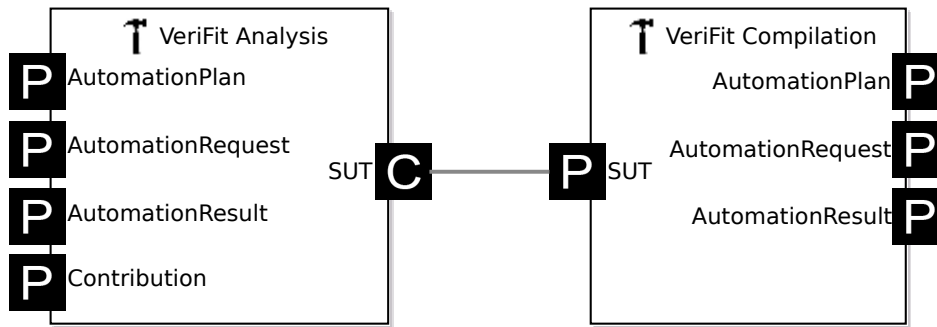 VeriFit Analysis
P AutomationPlan
P AutomationRequest
P AutomationResult
P Contribution
SUT C
VeriFit Compilation
AutomationPlan P
AutomationRequest P
AutomationResult P
P SUT